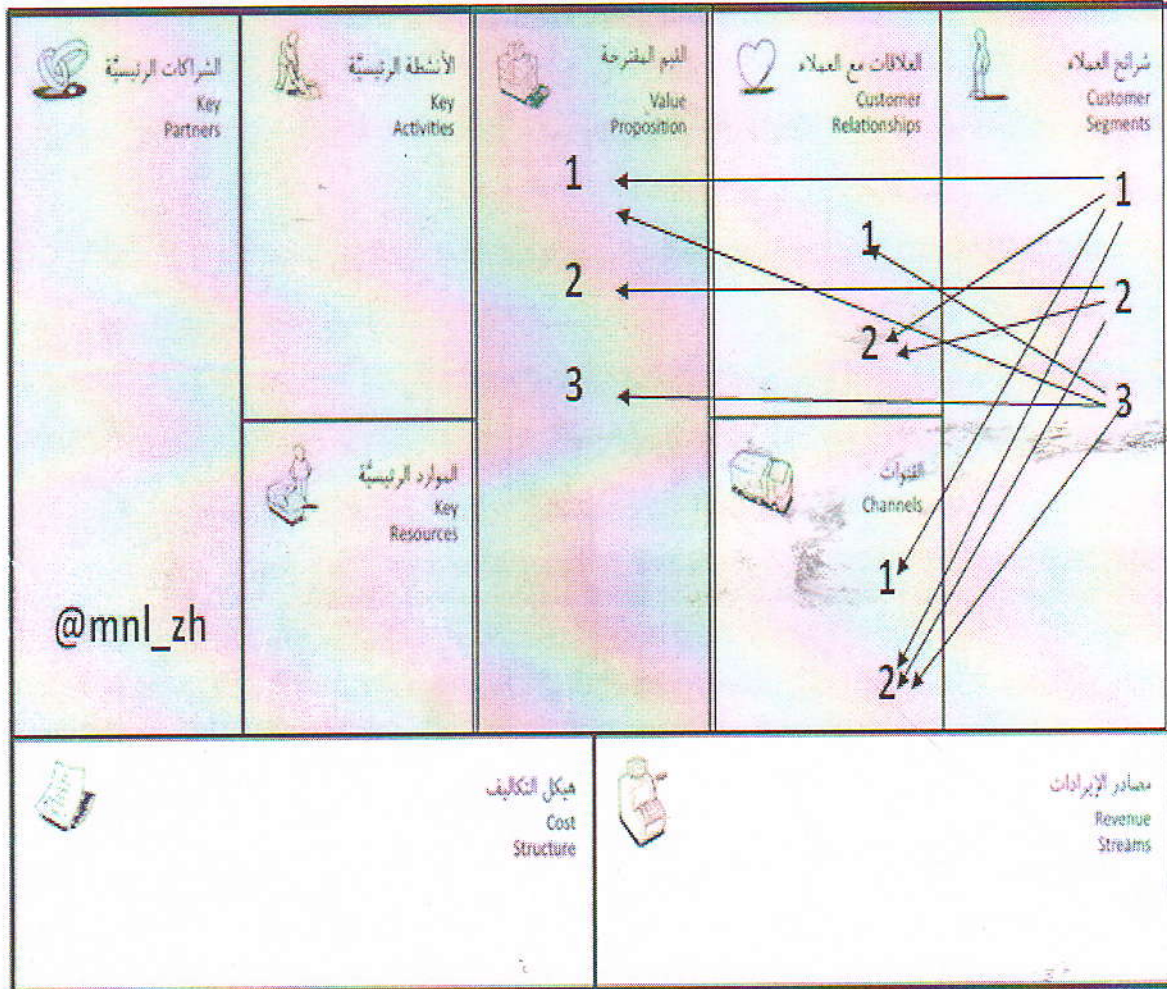 الشراكات الرئيسيَّة
Key
Partners
@mnl_zh
الأنشطة الرئيسيَّة
Key
Activities
الموارد الرئيسيَّة
Key
Resources
القيم المقترحة
Value
Proposition
1
2
3
العلاقات مع العملاء
Customer
Relationships
1
2
القنوات
Channels
1
2
شرائح العملاء
Customer
Segments
1
2
3
هيكل التكاليف
Cost
Structure
مصادر الإيرادات
Revenue
Streams